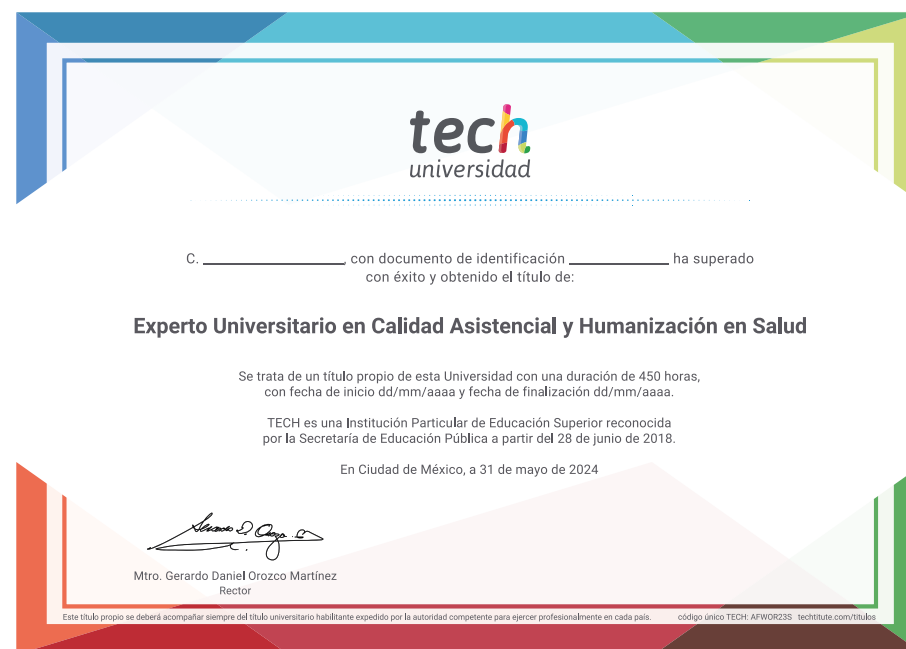 tech
universidad
C. ____________________, con documento de identificación ______________ ha superado
con éxito y obtenido el título de:
Experto Universitario en Calidad Asistencial y Humanización en Salud
Se trata de un título propio de esta Universidad con una duración de 450 horas,
con fecha de inicio dd/mm/aaaa y fecha de finalización dd/mm/aaaa.
TECH es una Institución Particular de Educación Superior reconocida
por la Secretaría de Educación Pública a partir del 28 de junio de 2018.
En Ciudad de México, a 31 de mayo de 2024
Mtro. Gerardo Daniel Orozco Martínez
Rector
Este título propio se deberá acompañar siempre del título universitario habilitante expedido por la autoridad competente para ejercer profesionalmente en cada país. código único TECH: AFWOR23S techtitute.com/titulos